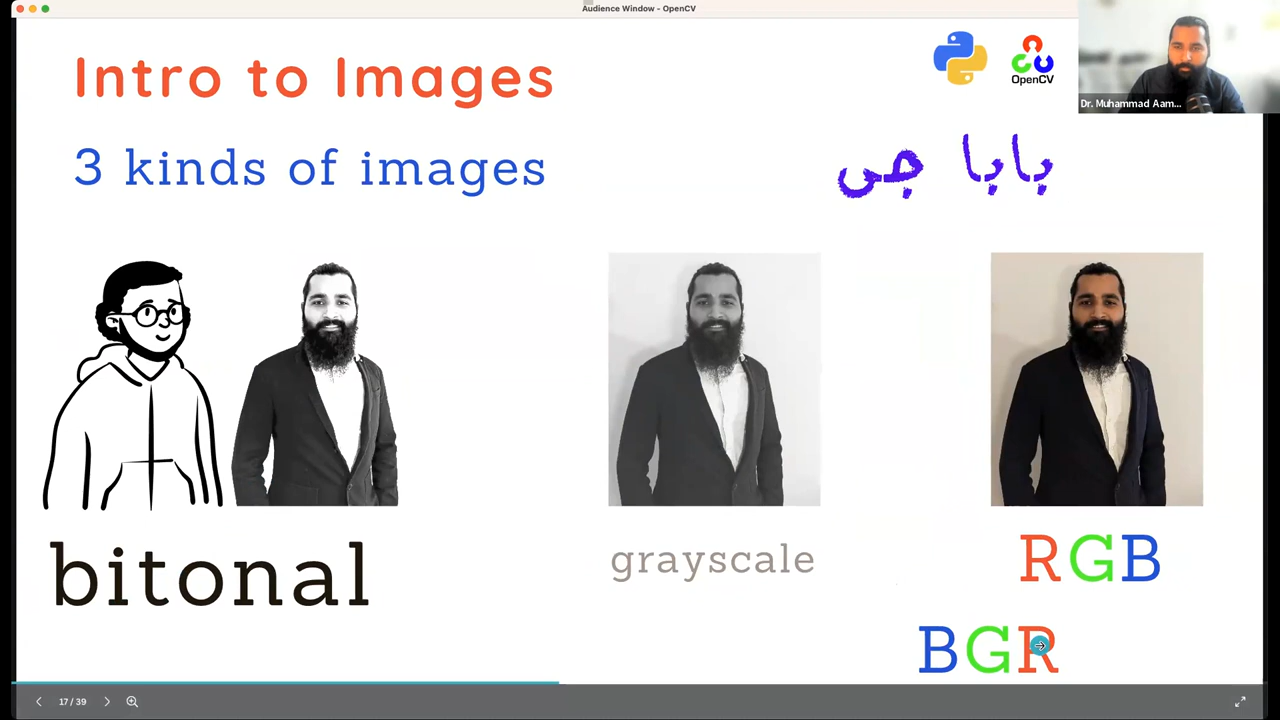 Audience Window - OpenCV
Intro to Images
OpenCV
Dr. Muhammad Aam...
3 kinds of images
بابا جی
bitonal
grayscale
RGB
BGR
17 / 39